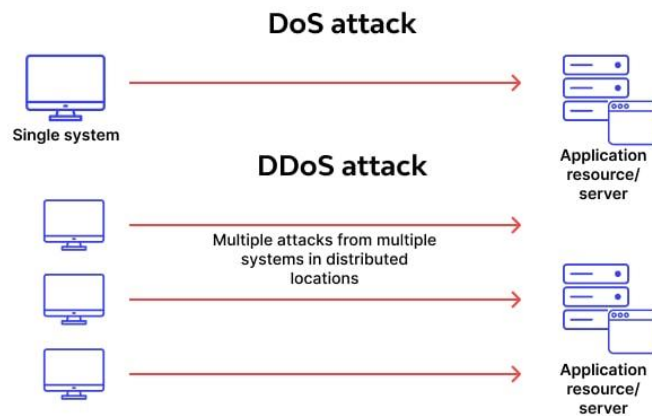 DoS attack
Single system
Application
resource/
server
DDoS attack
Multiple attacks from multiple
systems in distributed
locations
Application
resource/
server